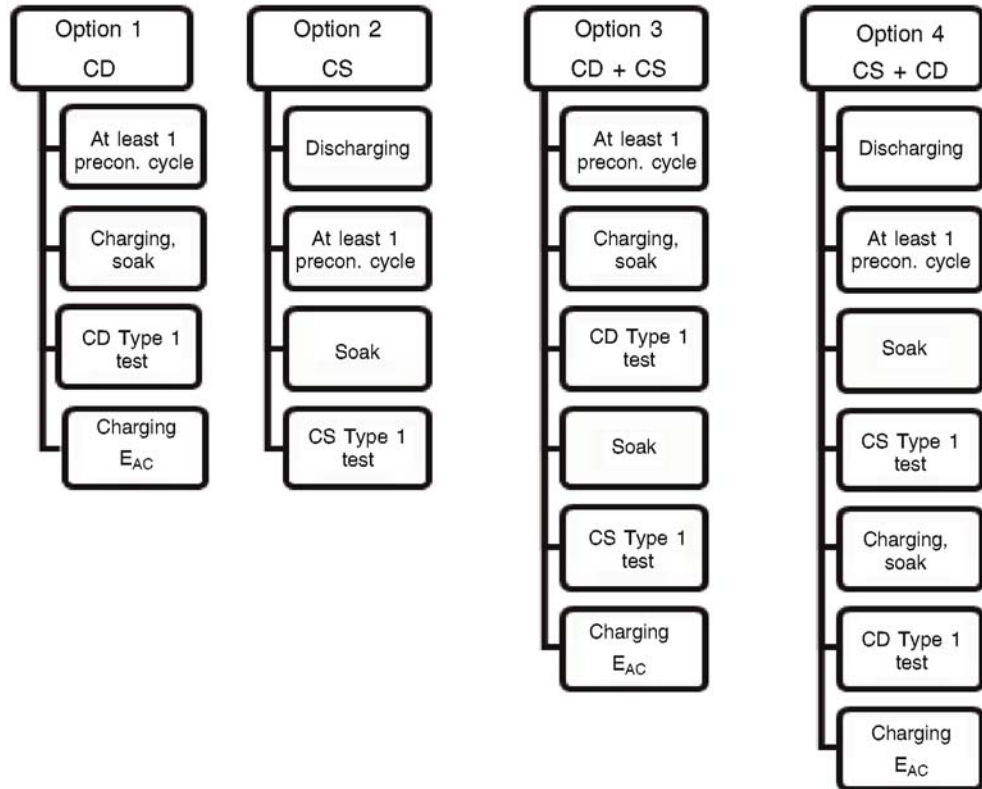 Option 1
CD
At least 1
precon. cycle
Charging,
soak
CD Type 1
test
Charging
EAC
Option 2
CS
Discharging
At least 1
precon. cycle
Soak
CS Type 1
test
Option 3
CD + CS
At least 1
precon. cycle
Charging,
soak
CD Type 1
test
Soak
CS Type 1
test
Charging
EAC
Option 4
CS + CD
Discharging
At least 1
precon. cycle
Soak
CS Type 1
test
Charging,
soak
CD Type 1
test
Charging
EAC